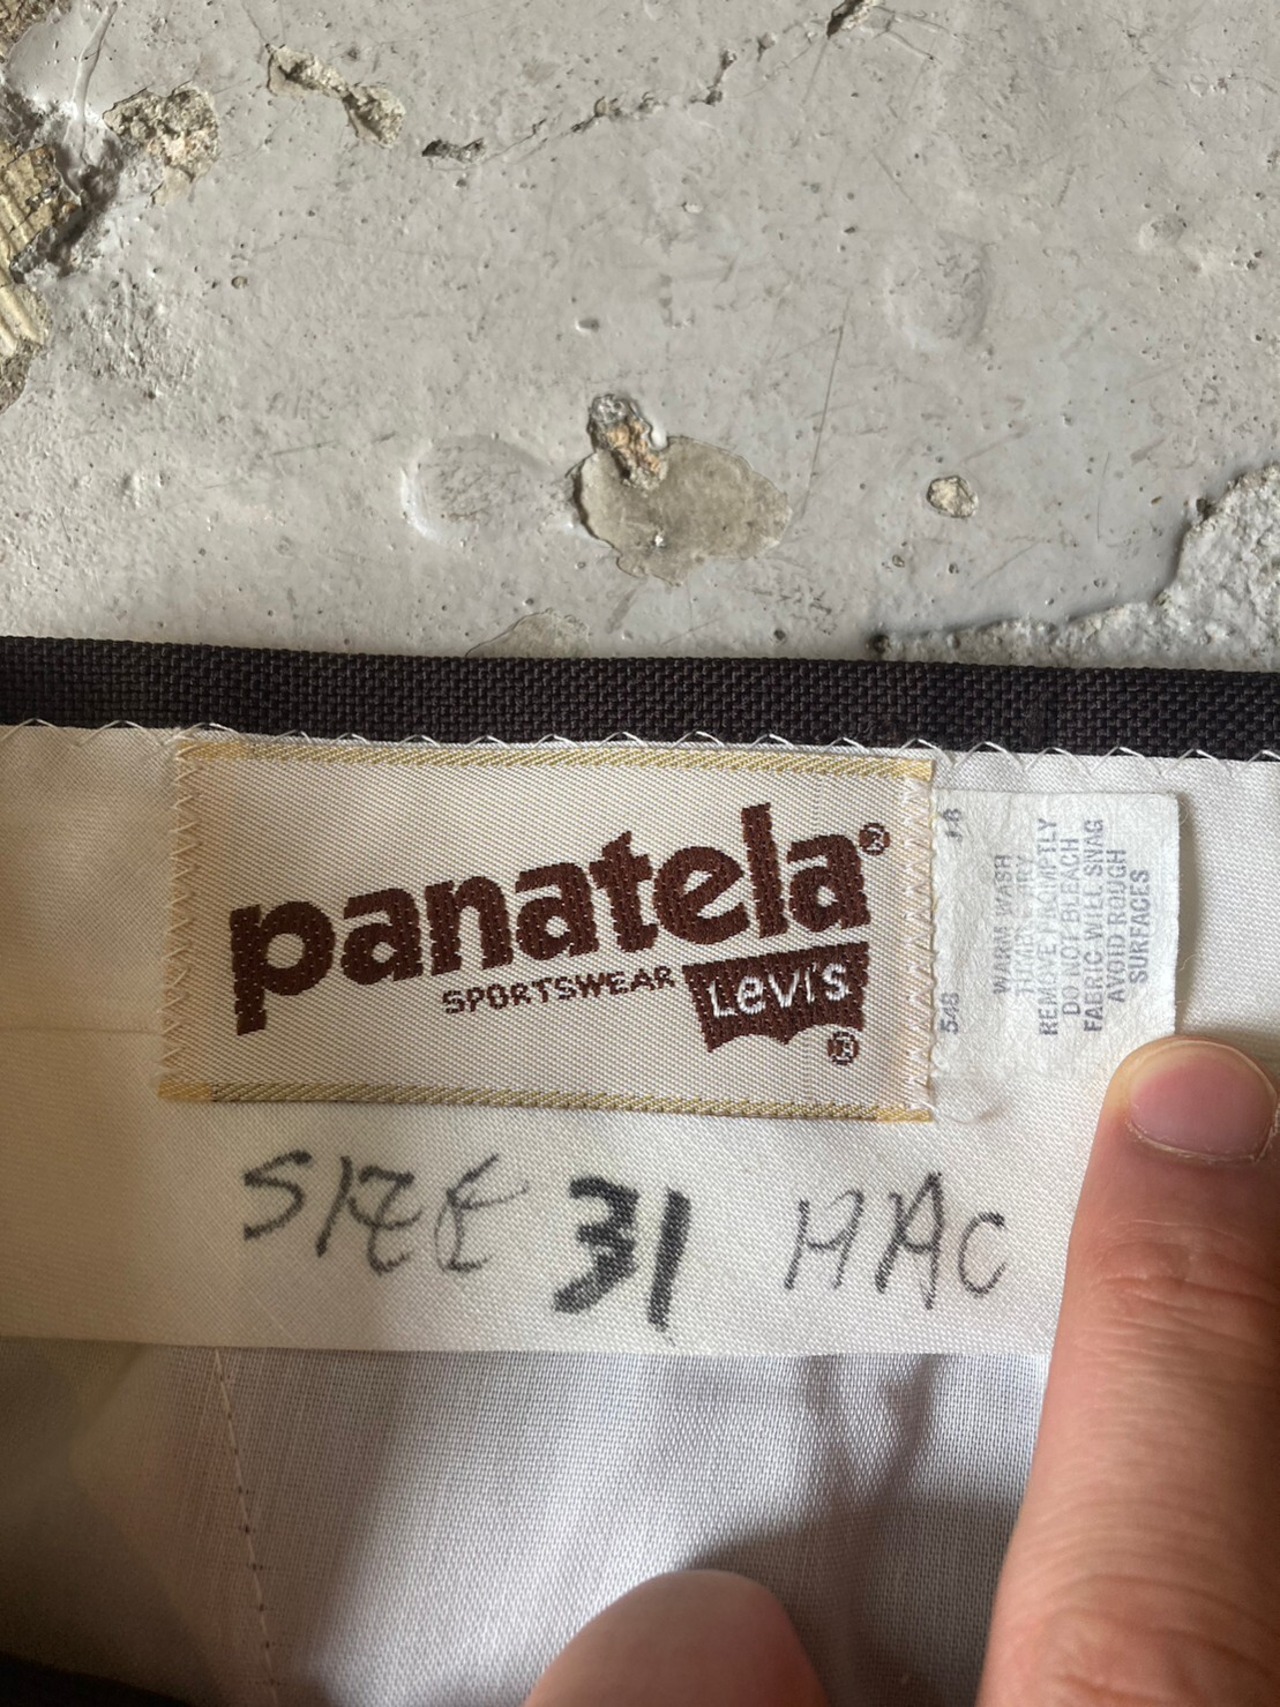 panatela®
SPORTSWEAR Levi's®
548
WARM WASH
TUMBLE DRY
REMOVE PROMPTLY
DO NOT BLEACH
FABRIC WILL SNAG
AVOID ROUGH
SURFACES
SIZE 31 HAC